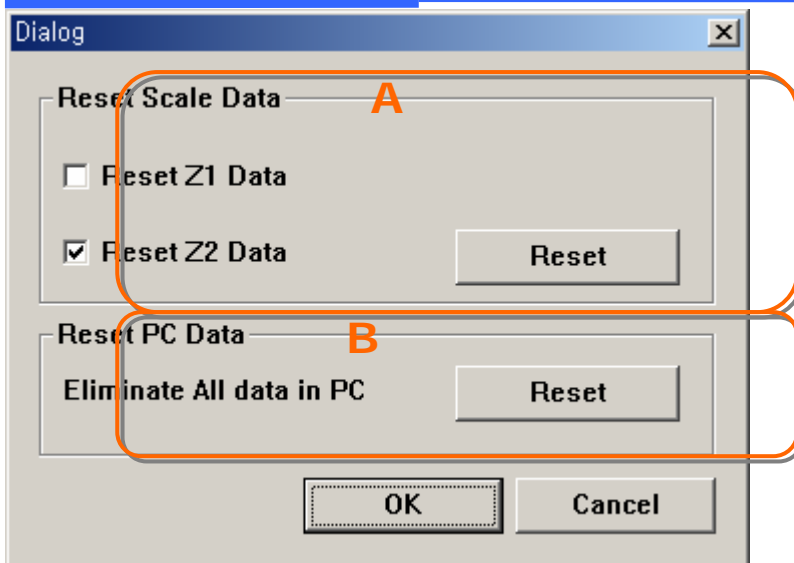 Dialog
Reset Scale Data
A
Reset Z1 Data
Reset Z2 Data
Reset
Reset PC Data
B
Eliminate All data in PC
Reset
OK
Cancel